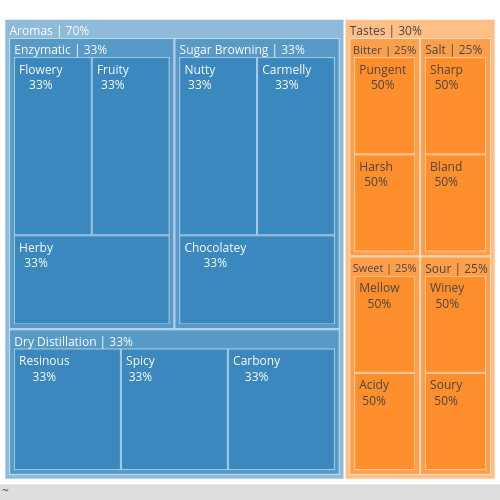 Aromas | 70%
Enzymatic | 33%
Flowery
33%
Fruity
33%
Herby
33%
Sugar Browning | 33%
Nutty
33%
Carmelly
33%
Chocolatey
33%
Dry Distillation | 33%
Resinous
33%
Spicy
33%
Carbony
33%
Tastes | 30%
Bitter | 25%
Pungent
50%
Harsh
50%
Salt | 25%
Sharp
50%
Bland
50%
Sweet | 25%
Mellow
50%
Acidy
50%
Sour | 25%
Winey
50%
Soury
50%
~